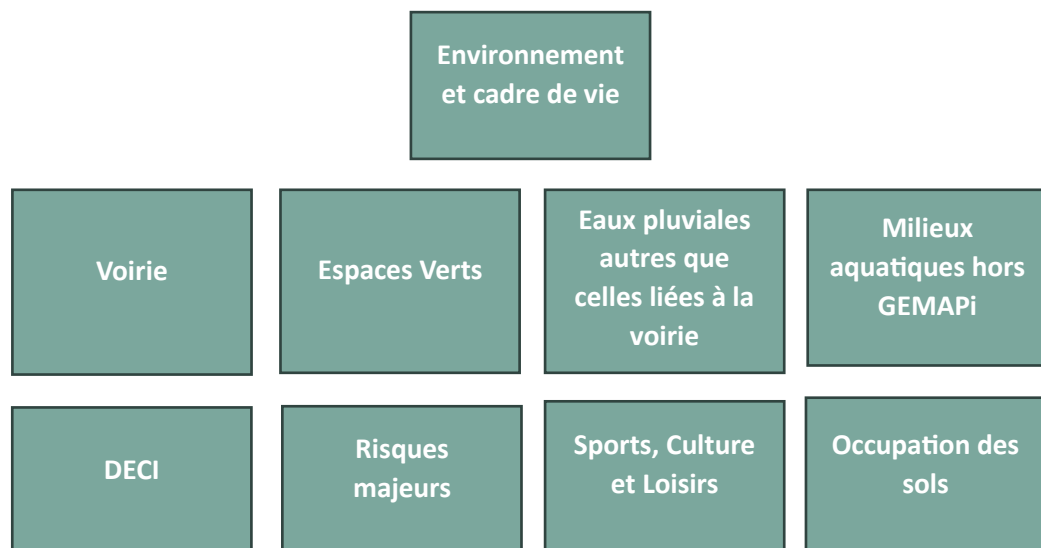 Environnement
et cadre de vie
Voirie
Espaces Verts
Eaux pluviales
autres que
celles liées à la
voirie
Milieux
aquatiques hors
GEMAPi
DECI
Risques
majeurs
Sports, Culture
et Loisirs
Occupation des
sols